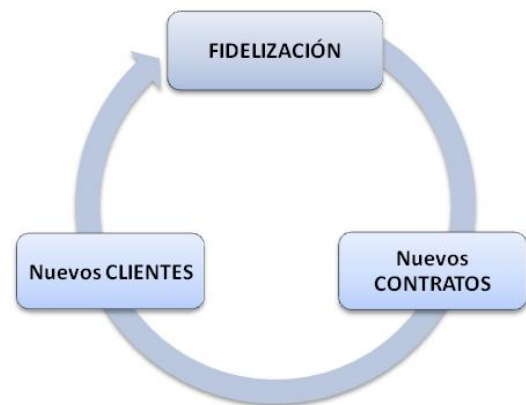 FIDELIZACIÓN
Nuevos
CONTRATOS
Nuevos CLIENTES